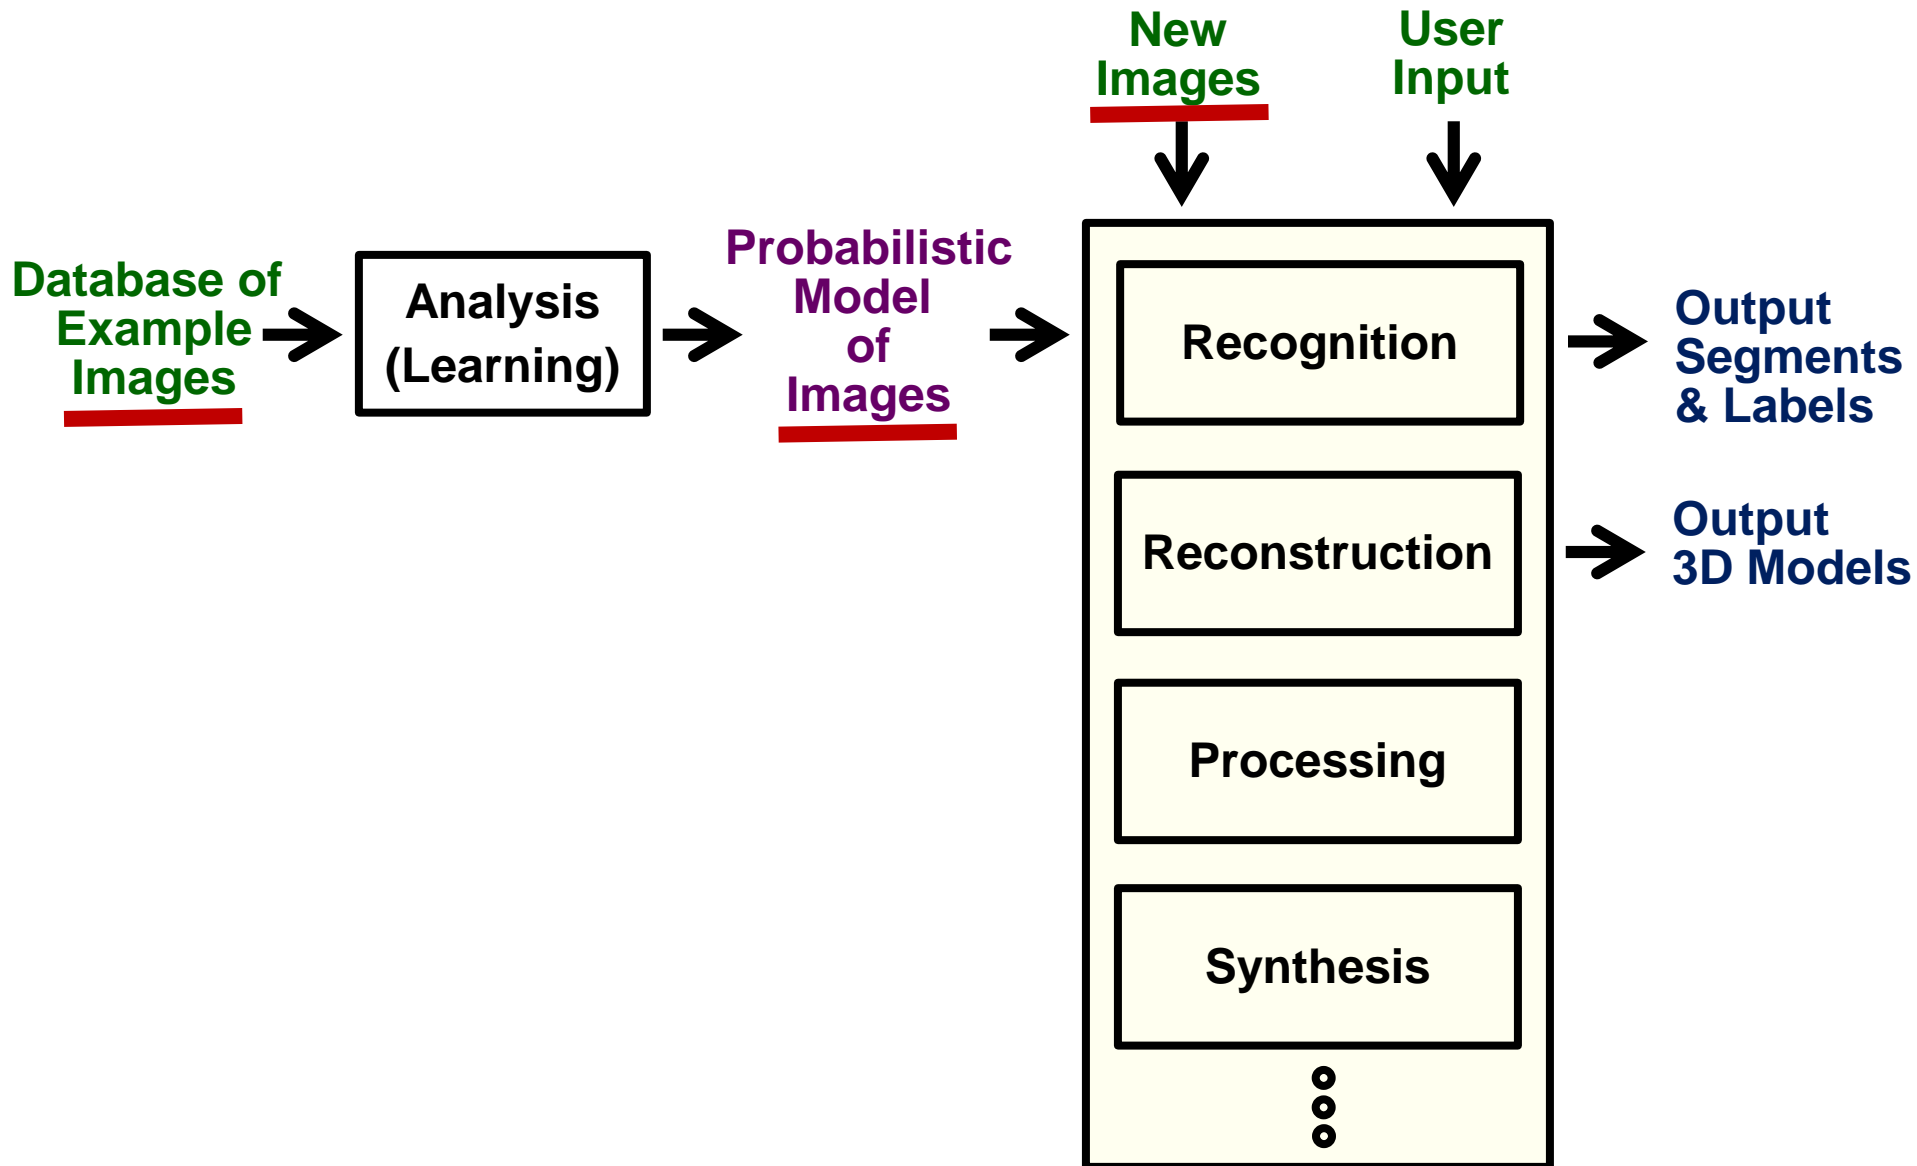 New
Images
User
Input
Database of
Example
Images
Analysis
(Learning)
Probabilistic
Model
of
Images
Recognition
Output
Segments
& Labels
Reconstruction
Output
3D Models
Processing
Synthesis